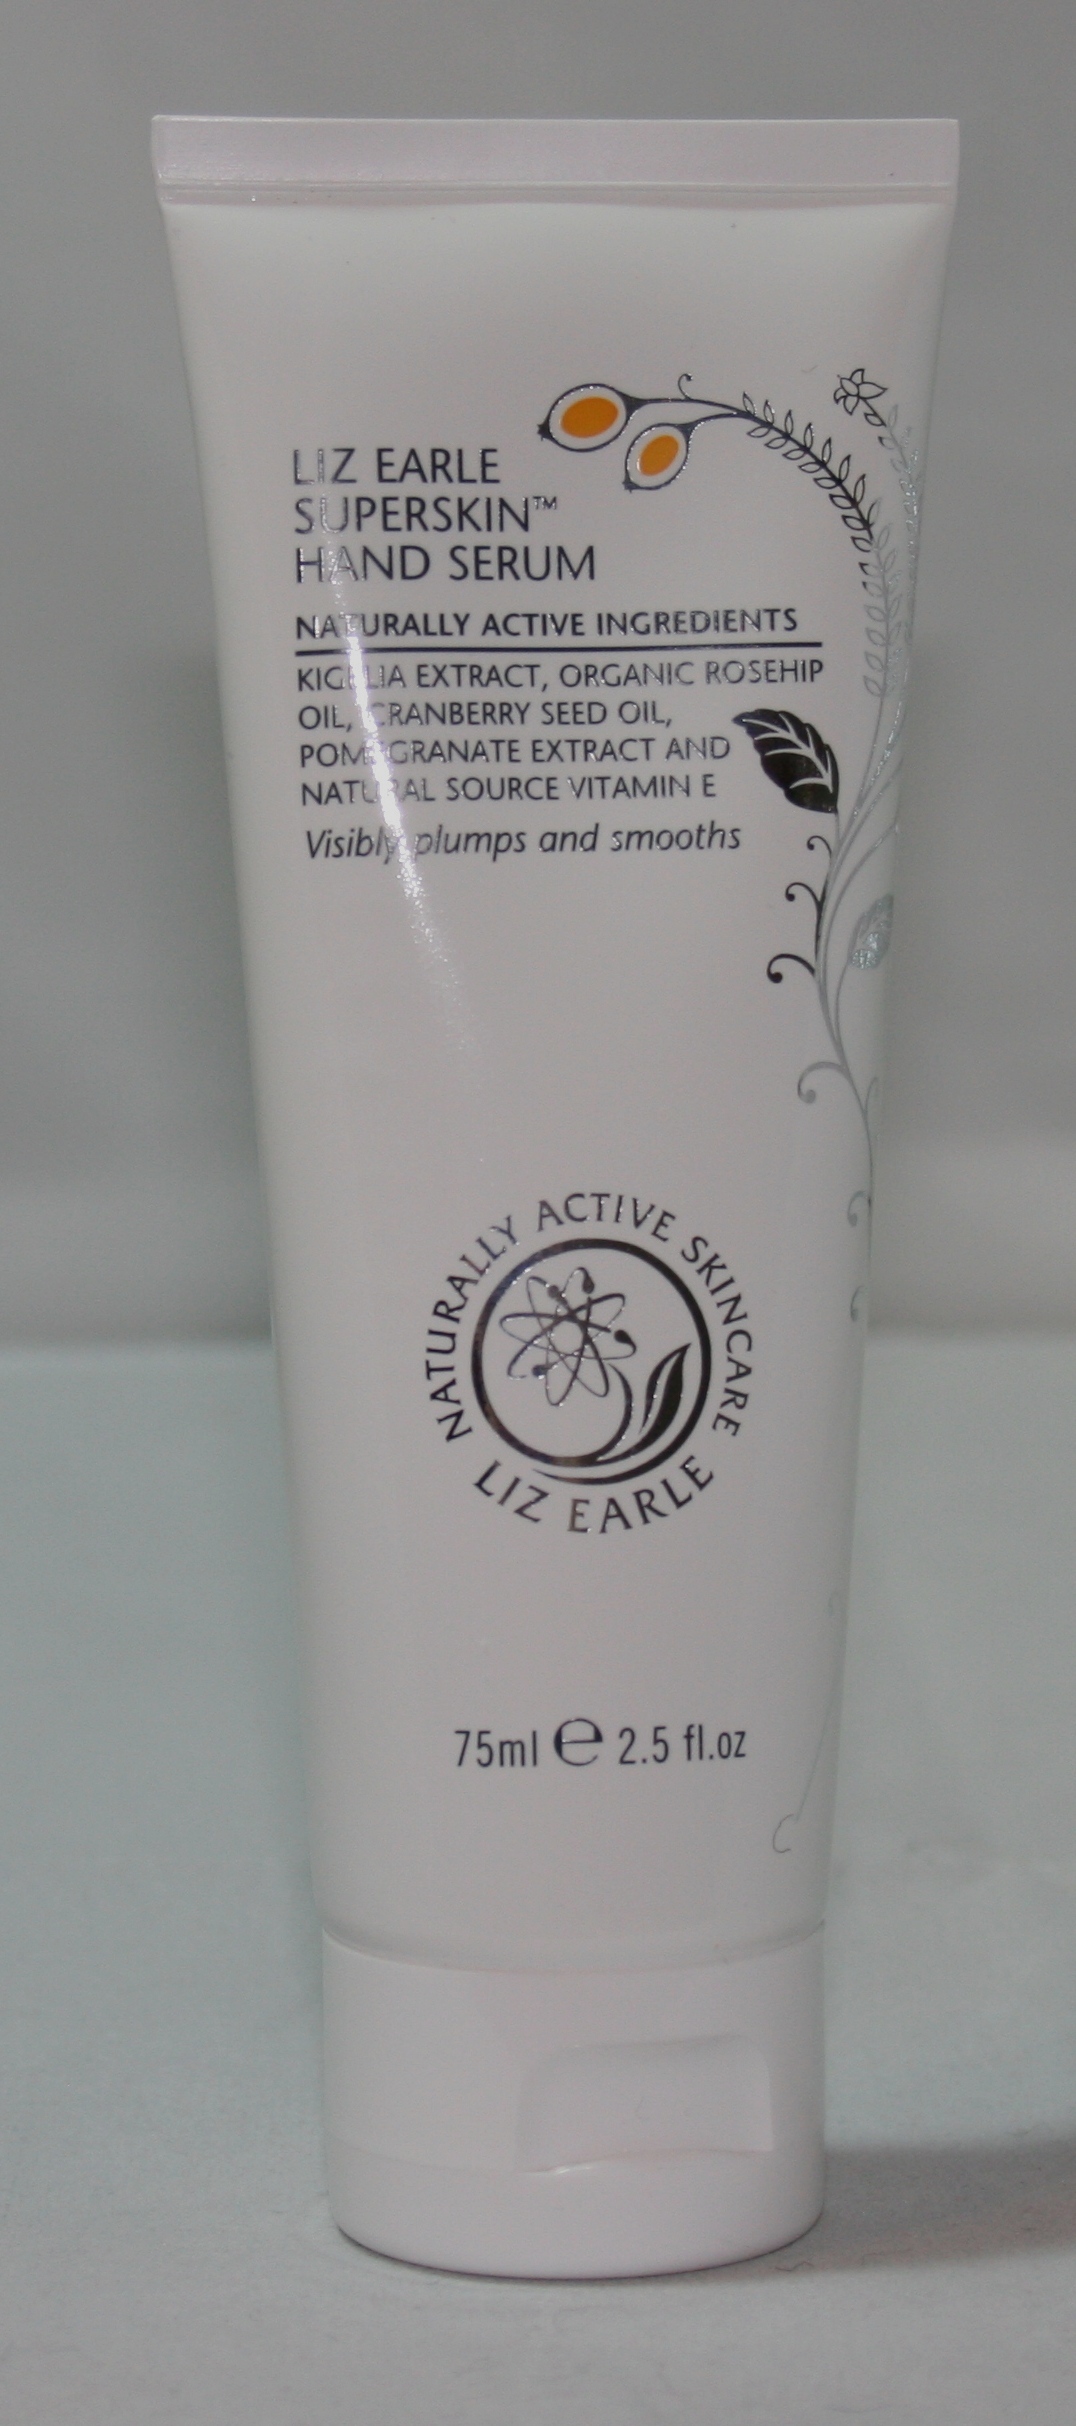 LIZ EARLE
SUPERSKIN™
HAND SERUM
NATURALLY ACTIVE INGREDIENTS
KIGELIA EXTRACT, ORGANIC ROSEHIP
OIL, CRANBERRY SEED OIL,
POMEGRANATE EXTRACT AND
NATURAL SOURCE VITAMIN E
Visibly plumps and smooths
NATURALLY ACTIVE SKINCARE
LIZ EARLE
75ml ℮ 2.5 fl.oz